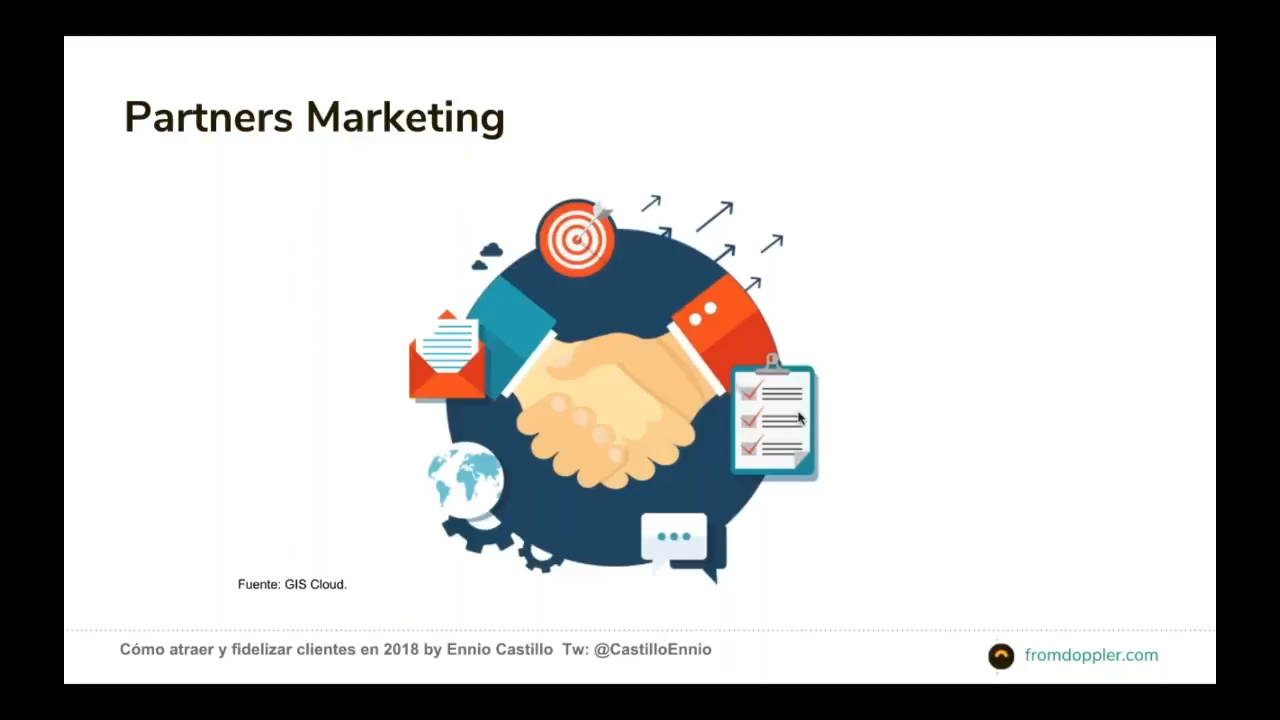 Partners Marketing
Fuente: GIS Cloud.
Cómo atraer y fidelizar clientes en 2018 by Ennio Castillo Tw: @CastilloEnnio
fromdoppler.com